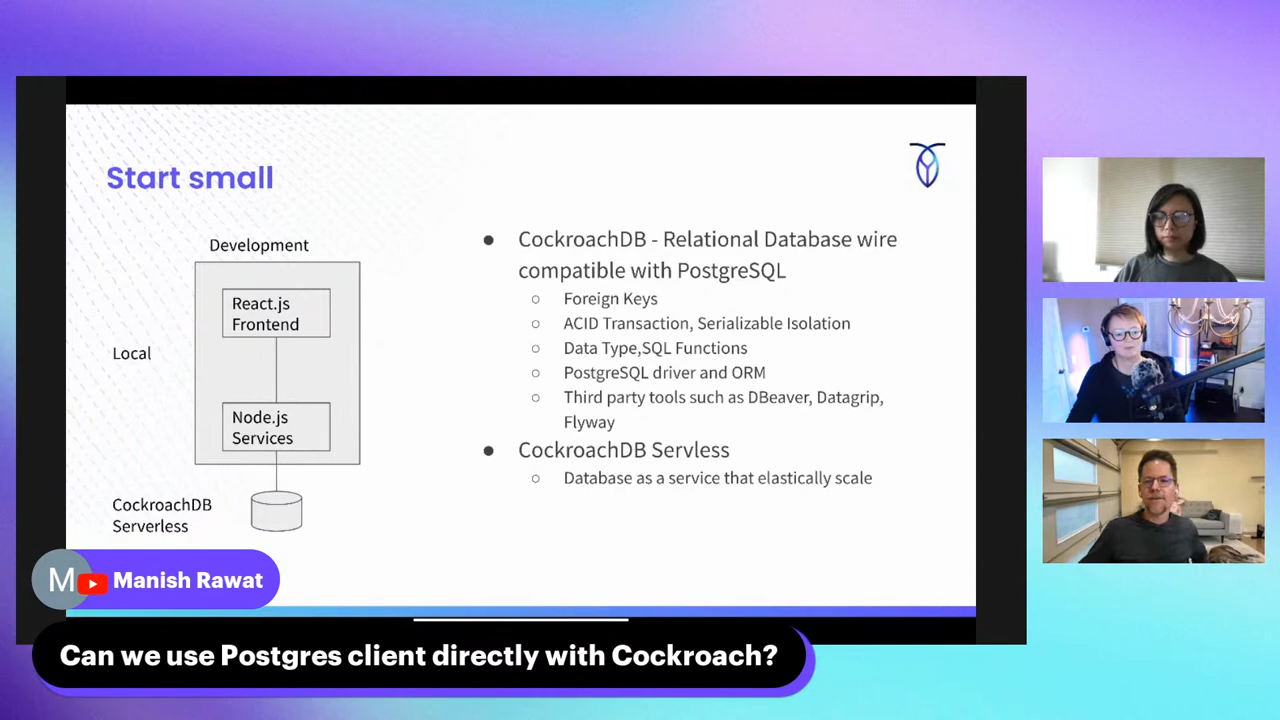 Start small
Development
React.js
Frontend
Local
Node.js
Services
CockroachDB
Serverless
● CockroachDB - Relational Database wire
compatible with PostgreSQL
○ Foreign Keys
○ ACID Transaction, Serializable Isolation
○ Data Type,SQL Functions
○ PostgreSQL driver and ORM
○ Third party tools such as DBeaver, Datagrip,
Flyway
● CockroachDB Servless
○ Database as a service that elastically scale
M Manish Rawat
Can we use Postgres client directly with Cockroach?